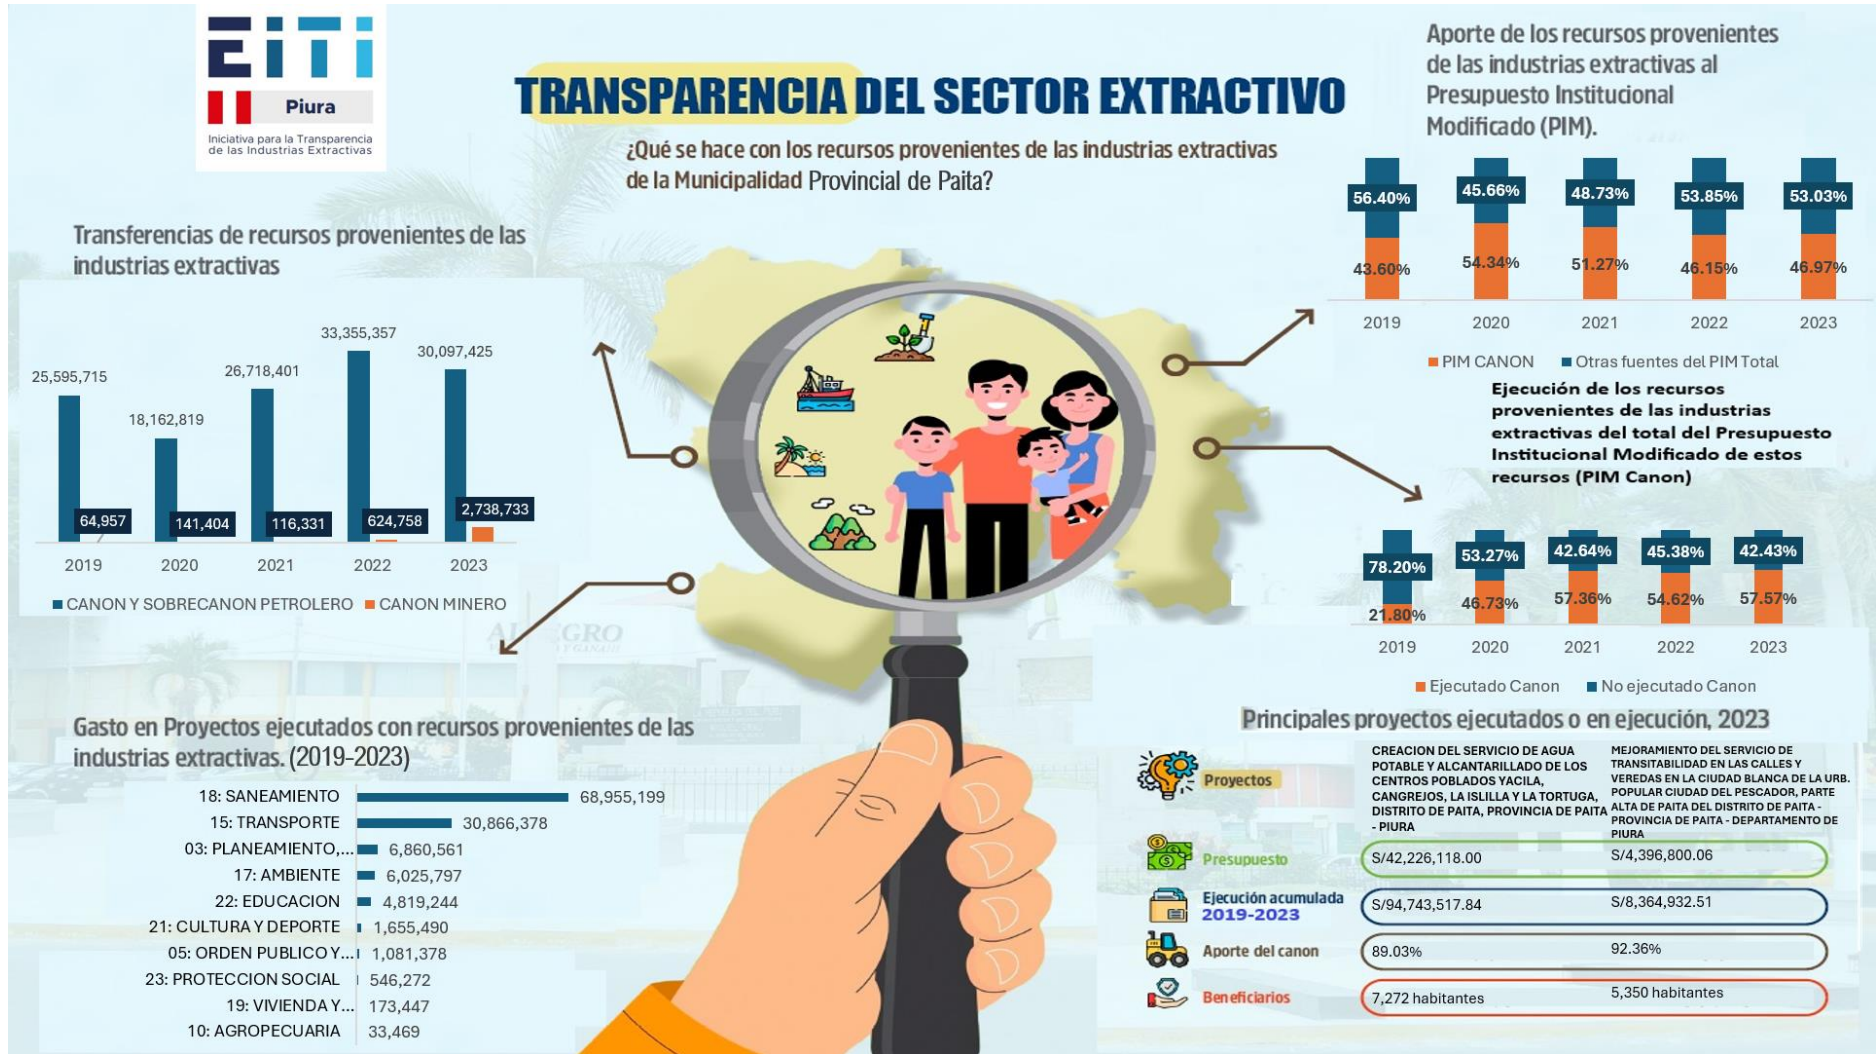 EITI
Piura
Iniciativa para la Transparencia
de las Industrias Extractivas
TRANSPARENCIA DEL SECTOR EXTRACTIVO
¿Qué se hace con los recursos provenientes de las industrias extractivas
de la Municipalidad Provincial de Paita?
Transferencias de recursos provenientes de las
industrias extractivas
25,595,715
18,162,819
26,718,401
33,355,357
30,097,425
64,957
141,404
116,331
624,758
2,738,733
2019 2020 2021 2022 2023
CANON Y SOBRECANON PETROLERO CANON MINERO
Aporte de los recursos provenientes
de las industrias extractivas al
Presupuesto Institucional
Modificado (PIM).
56.40% 45.66% 48.73% 53.85% 53.03%
43.60% 54.34% 51.27% 46.15% 46.97%
2019 2020 2021 2022 2023
PIM CANON Otras fuentes del PIM Total
Ejecución de los recursos
provenientes de las industrias
extractivas del total del Presupuesto
Institucional Modificado de estos
recursos (PIM Canon)
78.20% 53.27% 42.64% 45.38% 42.43%
21.80% 46.73% 57.36% 54.62% 57.57%
2019 2020 2021 2022 2023
Ejecutado Canon No ejecutado Canon
Gasto en Proyectos ejecutados con recursos provenientes de las
industrias extractivas. (2019-2023)
18: SANEAMIENTO 68,955,199
15: TRANSPORTE 30,866,378
03: PLANEAMIENTO,... 6,860,561
17: AMBIENTE 6,025,797
22: EDUCACION 4,819,244
21: CULTURA Y DEPORTE 1,655,490
05: ORDEN PUBLICO Y... 1,081,378
23: PROTECCION SOCIAL 546,272
19: VIVIENDA Y... 173,447
10: AGROPECUARIA 33,469
Principales proyectos ejecutados o en ejecución, 2023
Proyectos
CREACION DEL SERVICIO DE AGUA
POTABLE Y ALCANTARILLADO DE LOS
CENTROS POBLADOS YACILA,
CANGREJOS, LA ISLILLA Y LA TORTUGA,
DISTRITO DE PAITA, PROVINCIA DE PAITA
- PIURA
MEJORAMIENTO DEL SERVICIO DE
TRANSITABILIDAD EN LAS CALLES Y
VEREDAS EN LA CIUDAD BLANCA DE LA URB.
POPULAR CIUDAD DEL PESCADOR, PARTE
ALTA DE PAITA DEL DISTRITO DE PAITA -
PROVINCIA DE PAITA - DEPARTAMENTO DE
PIURA
Presupuesto S/42,226,118.00 S/4,396,800.06
Ejecución acumulada
2019-2023
S/94,743,517.84 S/8,364,932.51
Aporte del canon 89.03% 92.36%
Beneficiarios 7,272 habitantes 5,350 habitantes